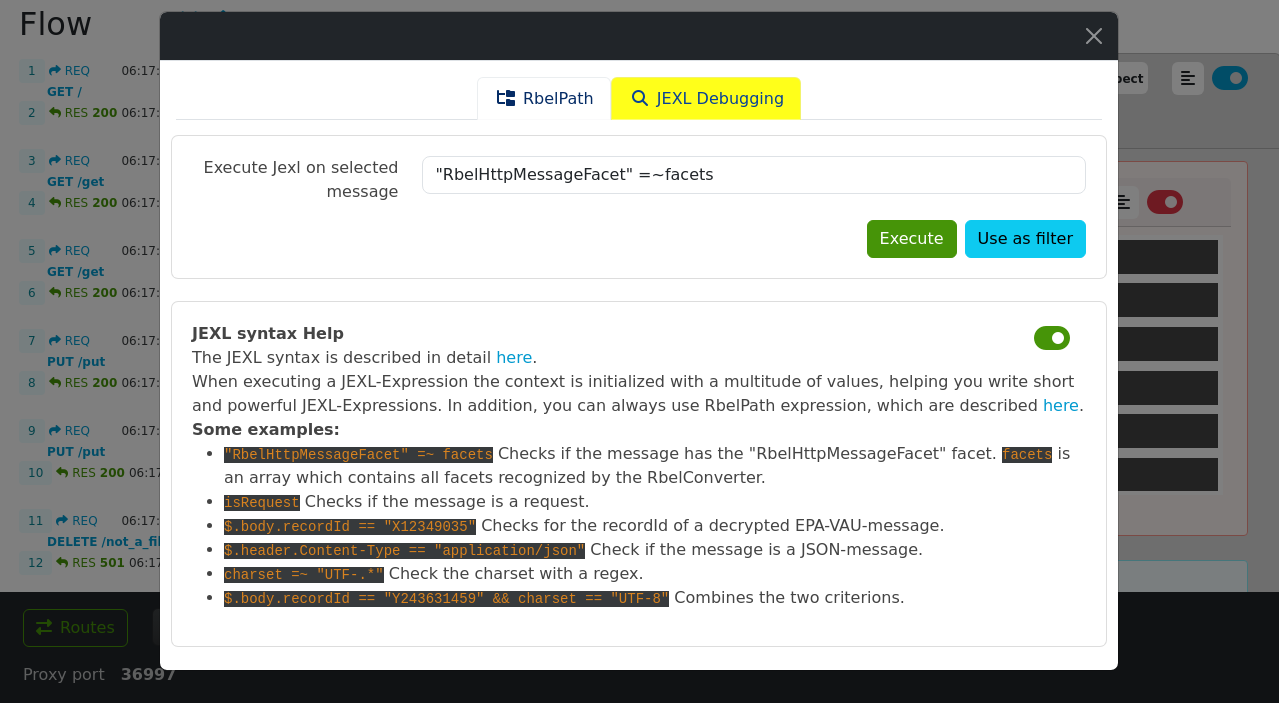 Flow
1 REQ 06:17:
GET /
2 RES 200 06:17:
3 REQ 06:17:
GET /get
4 RES 200 06:17:
5 REQ 06:17:
GET /get
6 RES 200 06:17:
7 REQ 06:17:
PUT /put
8 RES 200 06:17:
9 REQ 06:17:
PUT /put
10 RES 200 06:17
11 REQ 06:17:
DELETE /not_a_fil
12 RES 501 06:17
Routes
Proxy port 36997
pect
RbelPath
JEXL Debugging
Execute Jexl on selected
message
"RbelHttpMessageFacet" =~facets
Execute
Use as filter
JEXL syntax Help
The JEXL syntax is described in detail here.
When executing a JEXL-Expression the context is initialized with a multitude of values, helping you write short
and powerful JEXL-Expressions. In addition, you can always use RbelPath expression, which are described here.
Some examples:
• "RbelHttpMessageFacet" =~ facets Checks if the message has the "RbelHttpMessageFacet" facet. facets is
an array which contains all facets recognized by the RbelConverter.
• isRequest Checks if the message is a request.
• $.body.recordId == "X12349035" Checks for the recordId of a decrypted EPA-VAU-message.
• $.header.Content-Type == "application/json" Check if the message is a JSON-message.
• charset =~ "UTF-.*" Check the charset with a regex.
• $.body.recordId == "Y243631459" && charset == "UTF-8" Combines the two criterions.